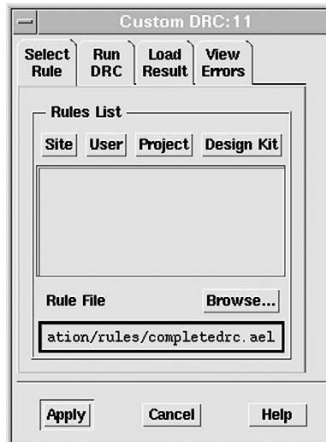 Custom DRC:11
Select Rule
Run DRC
Load Result
View Errors
Rules List
Site User Project Design Kit
Rule File Browse...
ation/rules/completedrc.ael
Apply Cancel Help